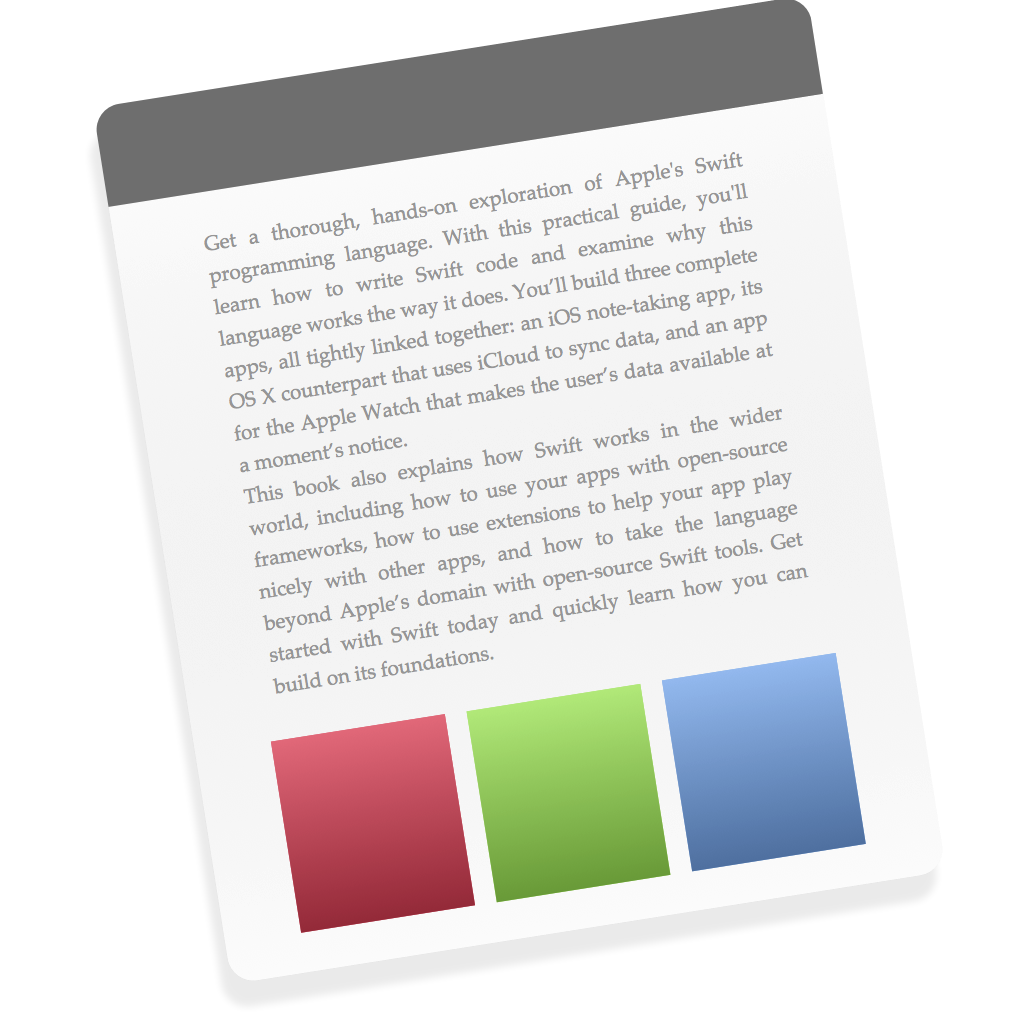 Get a thorough, hands-on exploration of Apple's Swift
programming language. With this practical guide, you'll
learn how to write Swift code and examine why this
language works the way it does. You’ll build three complete
apps, all tightly linked together: an iOS note-taking app, its
OS X counterpart that uses iCloud to sync data, and an app
for the Apple Watch that makes the user’s data available at
a moment’s notice.
This book also explains how Swift works in the wider
world, including how to use your apps with open-source
frameworks, how to use extensions to help your app play
nicely with other apps, and how to take the language
beyond Apple’s domain with open-source Swift tools. Get
started with Swift today and quickly learn how you can
build on its foundations.